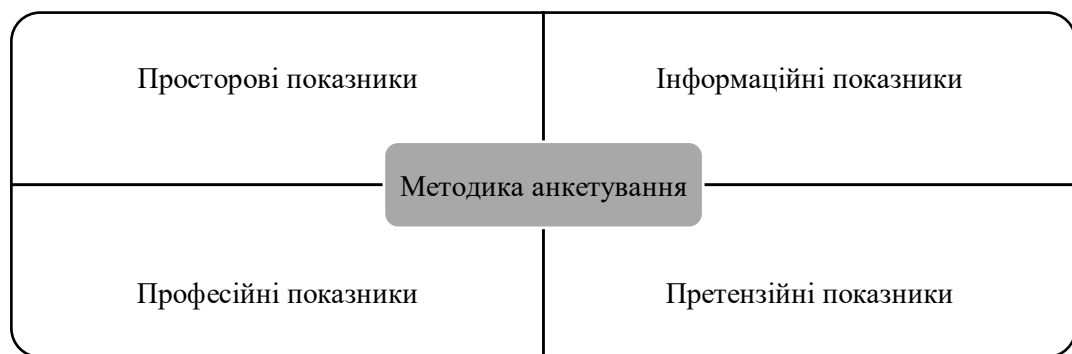 Просторові показники
Інформаційні показники
Методика анкетування
Професійні показники
Претензійні показники